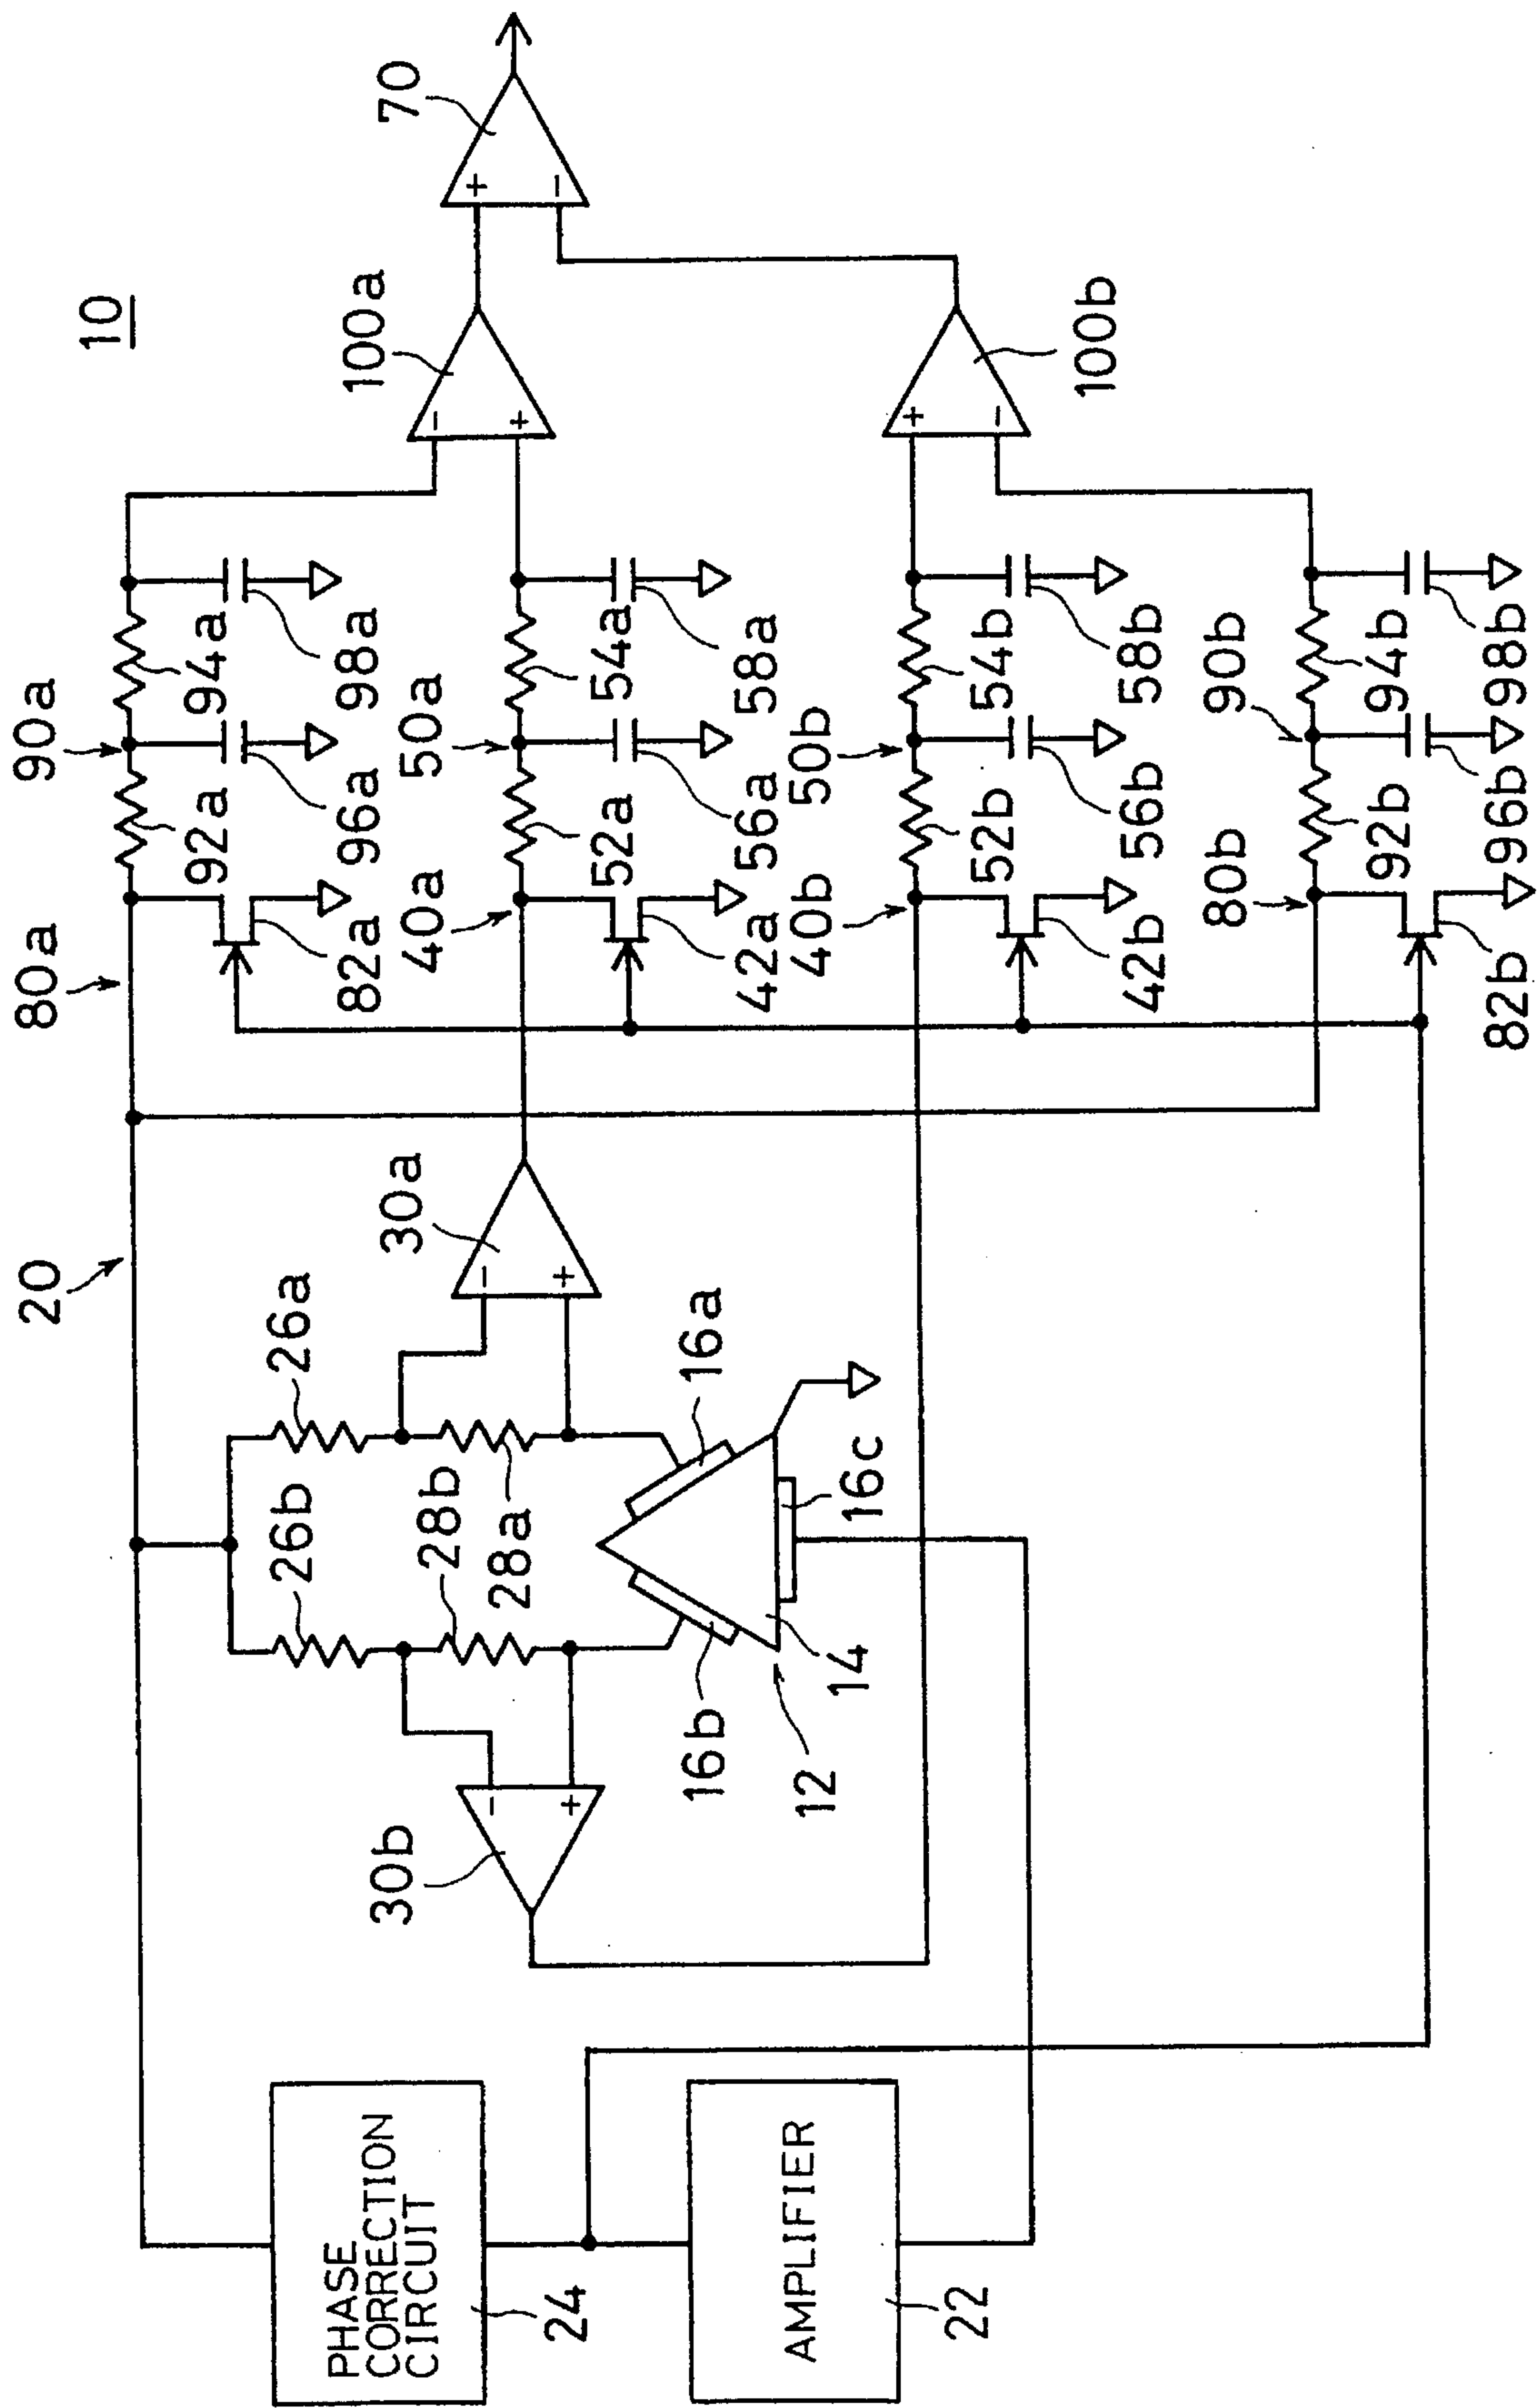 10
20
80a
90a
92a
94a
26b
26a
82a
96a
98a
100a
70
PHASE
CORRECTION
CIRCUIT
24
30b
28b
28a
30a
40a
50a
52a
54a
16b
16a
42a
56a
58a
AMPLIFIER
22
12
14
16c
40b
50b
52b
54b
100b
42b
56b
58b
80b
90b
92b
94b
82b
96b
98b